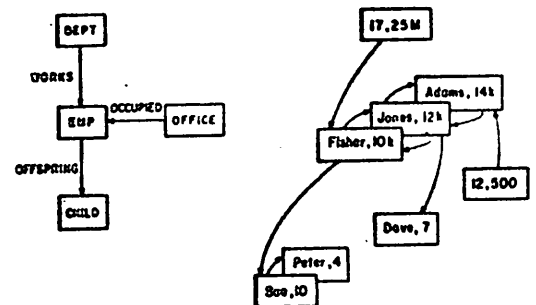 DEPT
WORKS
EMP
OCCUPIED
OFFICE
OFFSPRING
CHILD
17,25M
Adams, 14k
Jones, 12k
Fisher, 10k
12,500
Dave, 7
Peter, 4
Sue, 10